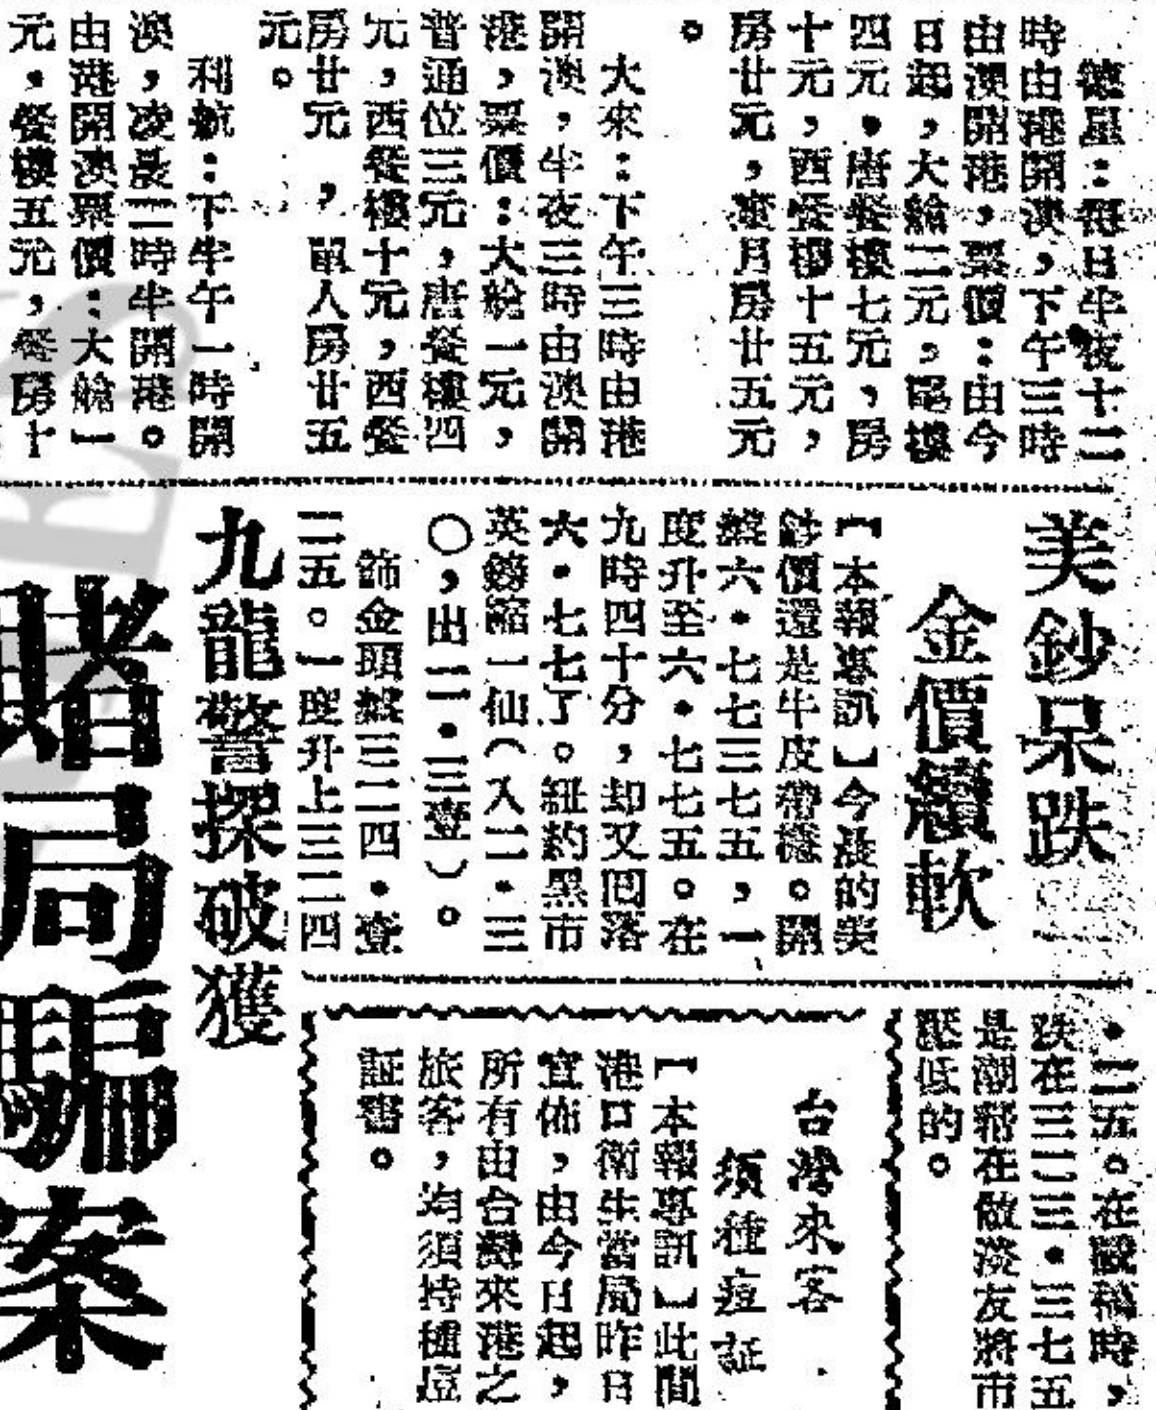 德星：每日半夜十二
時由港開澳，下午三時
由澳開港，票價：由今
日起，大艙二元，尾樓
四元，唐餐樓七元，房
十元，西餐樓十五元，
房廿元，蜜月房廿五元
。
大來：下午三時由港
開澳，半夜三時由澳開
港，票價：大艙一元，
普通位三元，唐餐樓四
元，西餐樓十元，西餐
房廿元，單人房廿五
元。
利航：下半午一時開
澳，凌晨二時半開港。
由港開澳票價：大艙一
元，餐樓五元，餐房十
美鈔呆跌
金價續軟
【本報專訊】今晨的美
鈔價還是牛皮帶倦。開
盤六．七七三七五，一
度升至六．七七五。在
九時四十分，却又囘落
六．七七了。紐約黑市
英鎊縮一仙（入二．三
〇，出二．三壹）。
飾金頭盤三二四．壹
二五。一度升上三二四
．二五。在截稿時，
跌在三二三．三七五
是潮幫在做淡友將市
壓低的。
台灣來客
須種痘証
【本報專訊】此間
港口衛生當局昨日
宣佈，由今日起，
所有由台灣來港之
旅客，均須持種痘
証書。
九龍警探破獲
賭局騙案